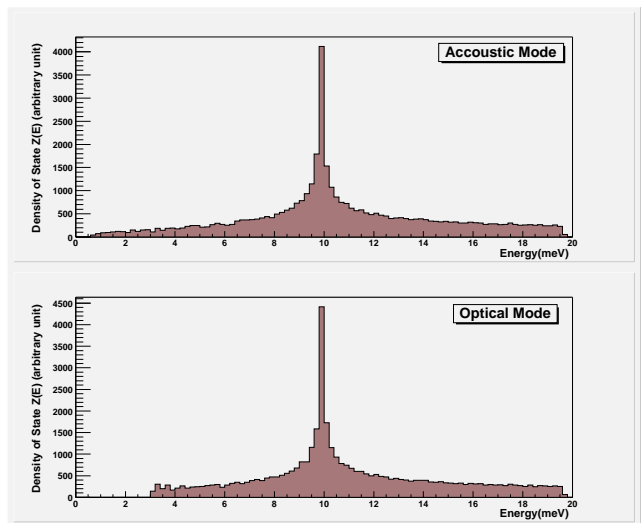 Density of State Z(E) (arbitrary unit)
4000
3500
3000
2500
2000
1500
1000
500
0
Accoustic Mode
0 2 4 6 8 10 12 14 16 18 20
Energy(meV)
Density of State Z(E) (arbitrary unit)
4500
4000
3500
3000
2500
2000
1500
1000
500
0
Optical Mode
0 2 4 6 8 10 12 14 16 18 20
Energy(meV)